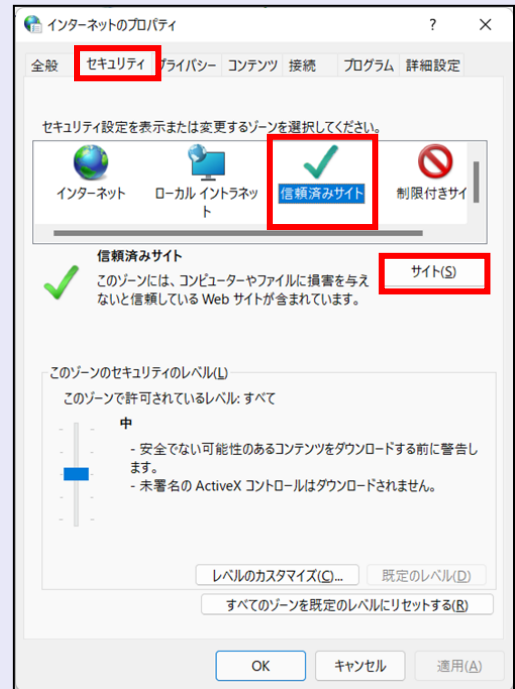 インターネットのプロパティ ? ×
全般 セキュリティ プライバシー コンテンツ 接続 プログラム 詳細設定
セキュリティ設定を表示または変更するゾーンを選択してください。
インターネット ローカル イントラネッ 信頼済みサイト 制限付きサイ
ト
信頼済みサイト
サイト(S)
このゾーンには、コンピューターやファイルに損害を与え
ないと信頼している Web サイトが含まれています。
このゾーンのセキュリティのレベル(L)
このゾーンで許可されているレベル: すべて
中
- 安全でない可能性のあるコンテンツをダウンロードする前に警告し
ます。
- 未署名の ActiveX コントロールはダウンロードされません。
レベルのカスタマイズ(C)... 既定のレベル(D)
すべてのゾーンを既定のレベルにリセットする(R)
OK キャンセル 適用(A)